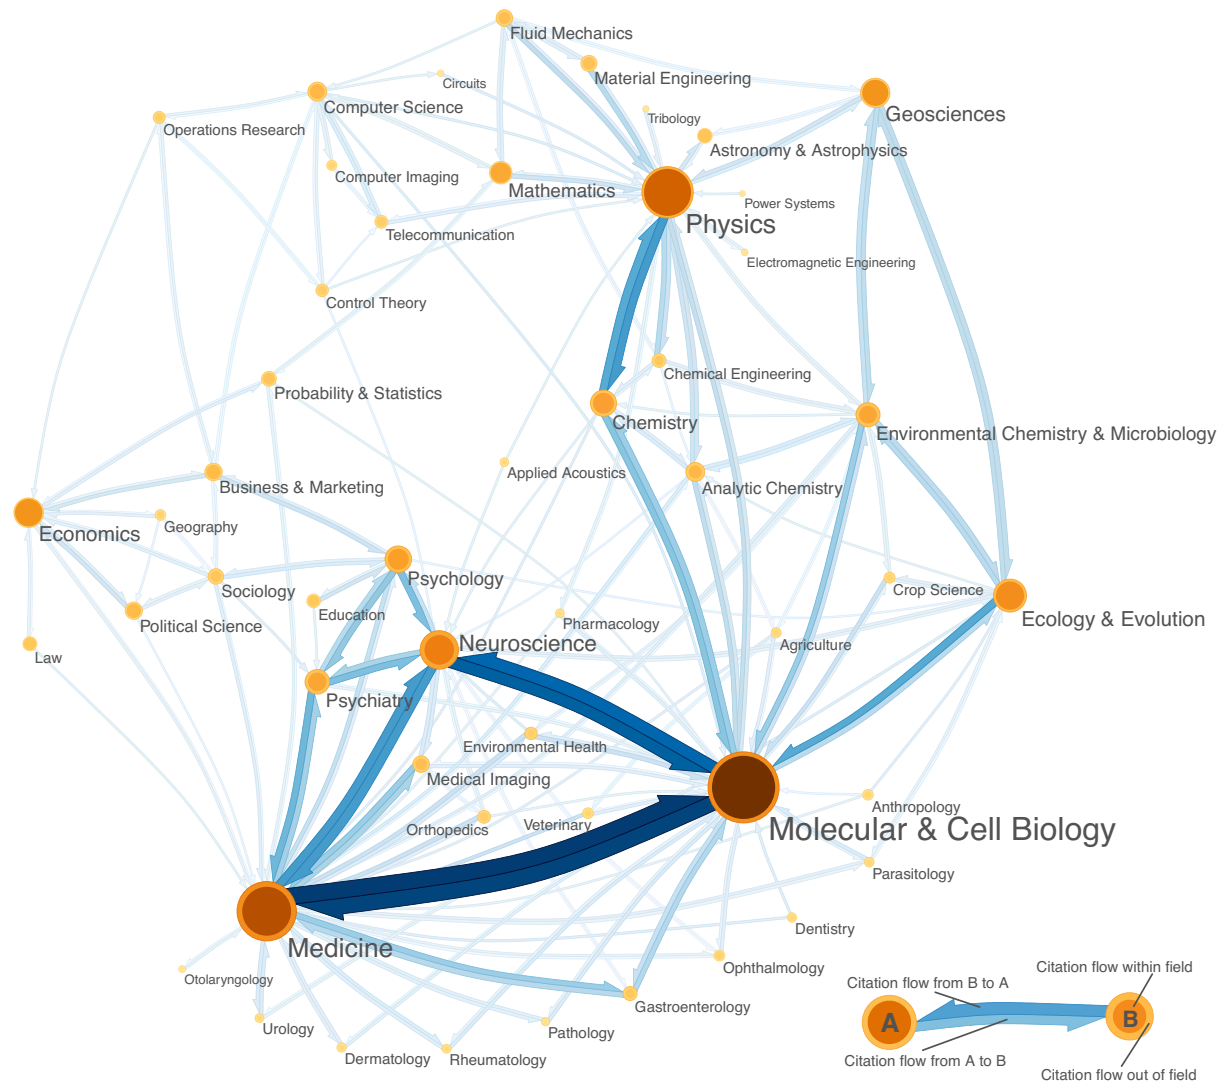 Fluid Mechanics
Material Engineering
Circuits
Computer Science
Geosciences
Tribology
Operations Research
Astronomy & Astrophysics
Computer Imaging
Mathematics
Power Systems
Physics
Telecommunication
Electromagnetic Engineering
Control Theory
Chemical Engineering
Probability & Statistics
Chemistry
Environmental Chemistry & Microbiology
Applied Acoustics
Business & Marketing
Analytic Chemistry
Geography
Economics
Psychology
Sociology
Crop Science
Education
Political Science
Pharmacology
Ecology & Evolution
Neuroscience
Agriculture
Law
Psychiatry
Environmental Health
Medical Imaging
Anthropology
Orthopedics
Veterinary
Molecular & Cell Biology
Parasitology
Dentistry
Medicine
Ophthalmology
Otolaryngology
Gastroenterology
Urology
Pathology
Dermatology
Rheumatology
Citation flow within field
Citation flow from B to A
A
B
Citation flow from A to B
Citation flow out of field